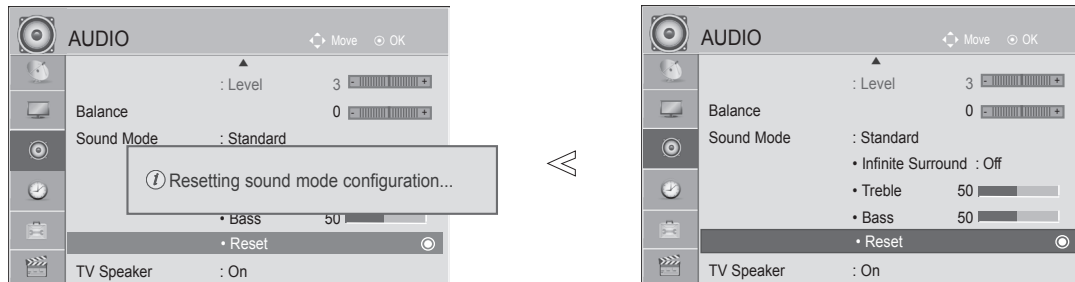 AUDIO Move OK
: Level 3 - +
Balance 0 - +
Sound Mode : Standard
Resetting sound mode configuration...
• Bass 50
• Reset
TV Speaker : On
AUDIO Move OK
: Level 3 - +
Balance 0 - +
Sound Mode : Standard
• Infinite Surround : Off
• Treble 50
• Bass 50
• Reset
TV Speaker : On